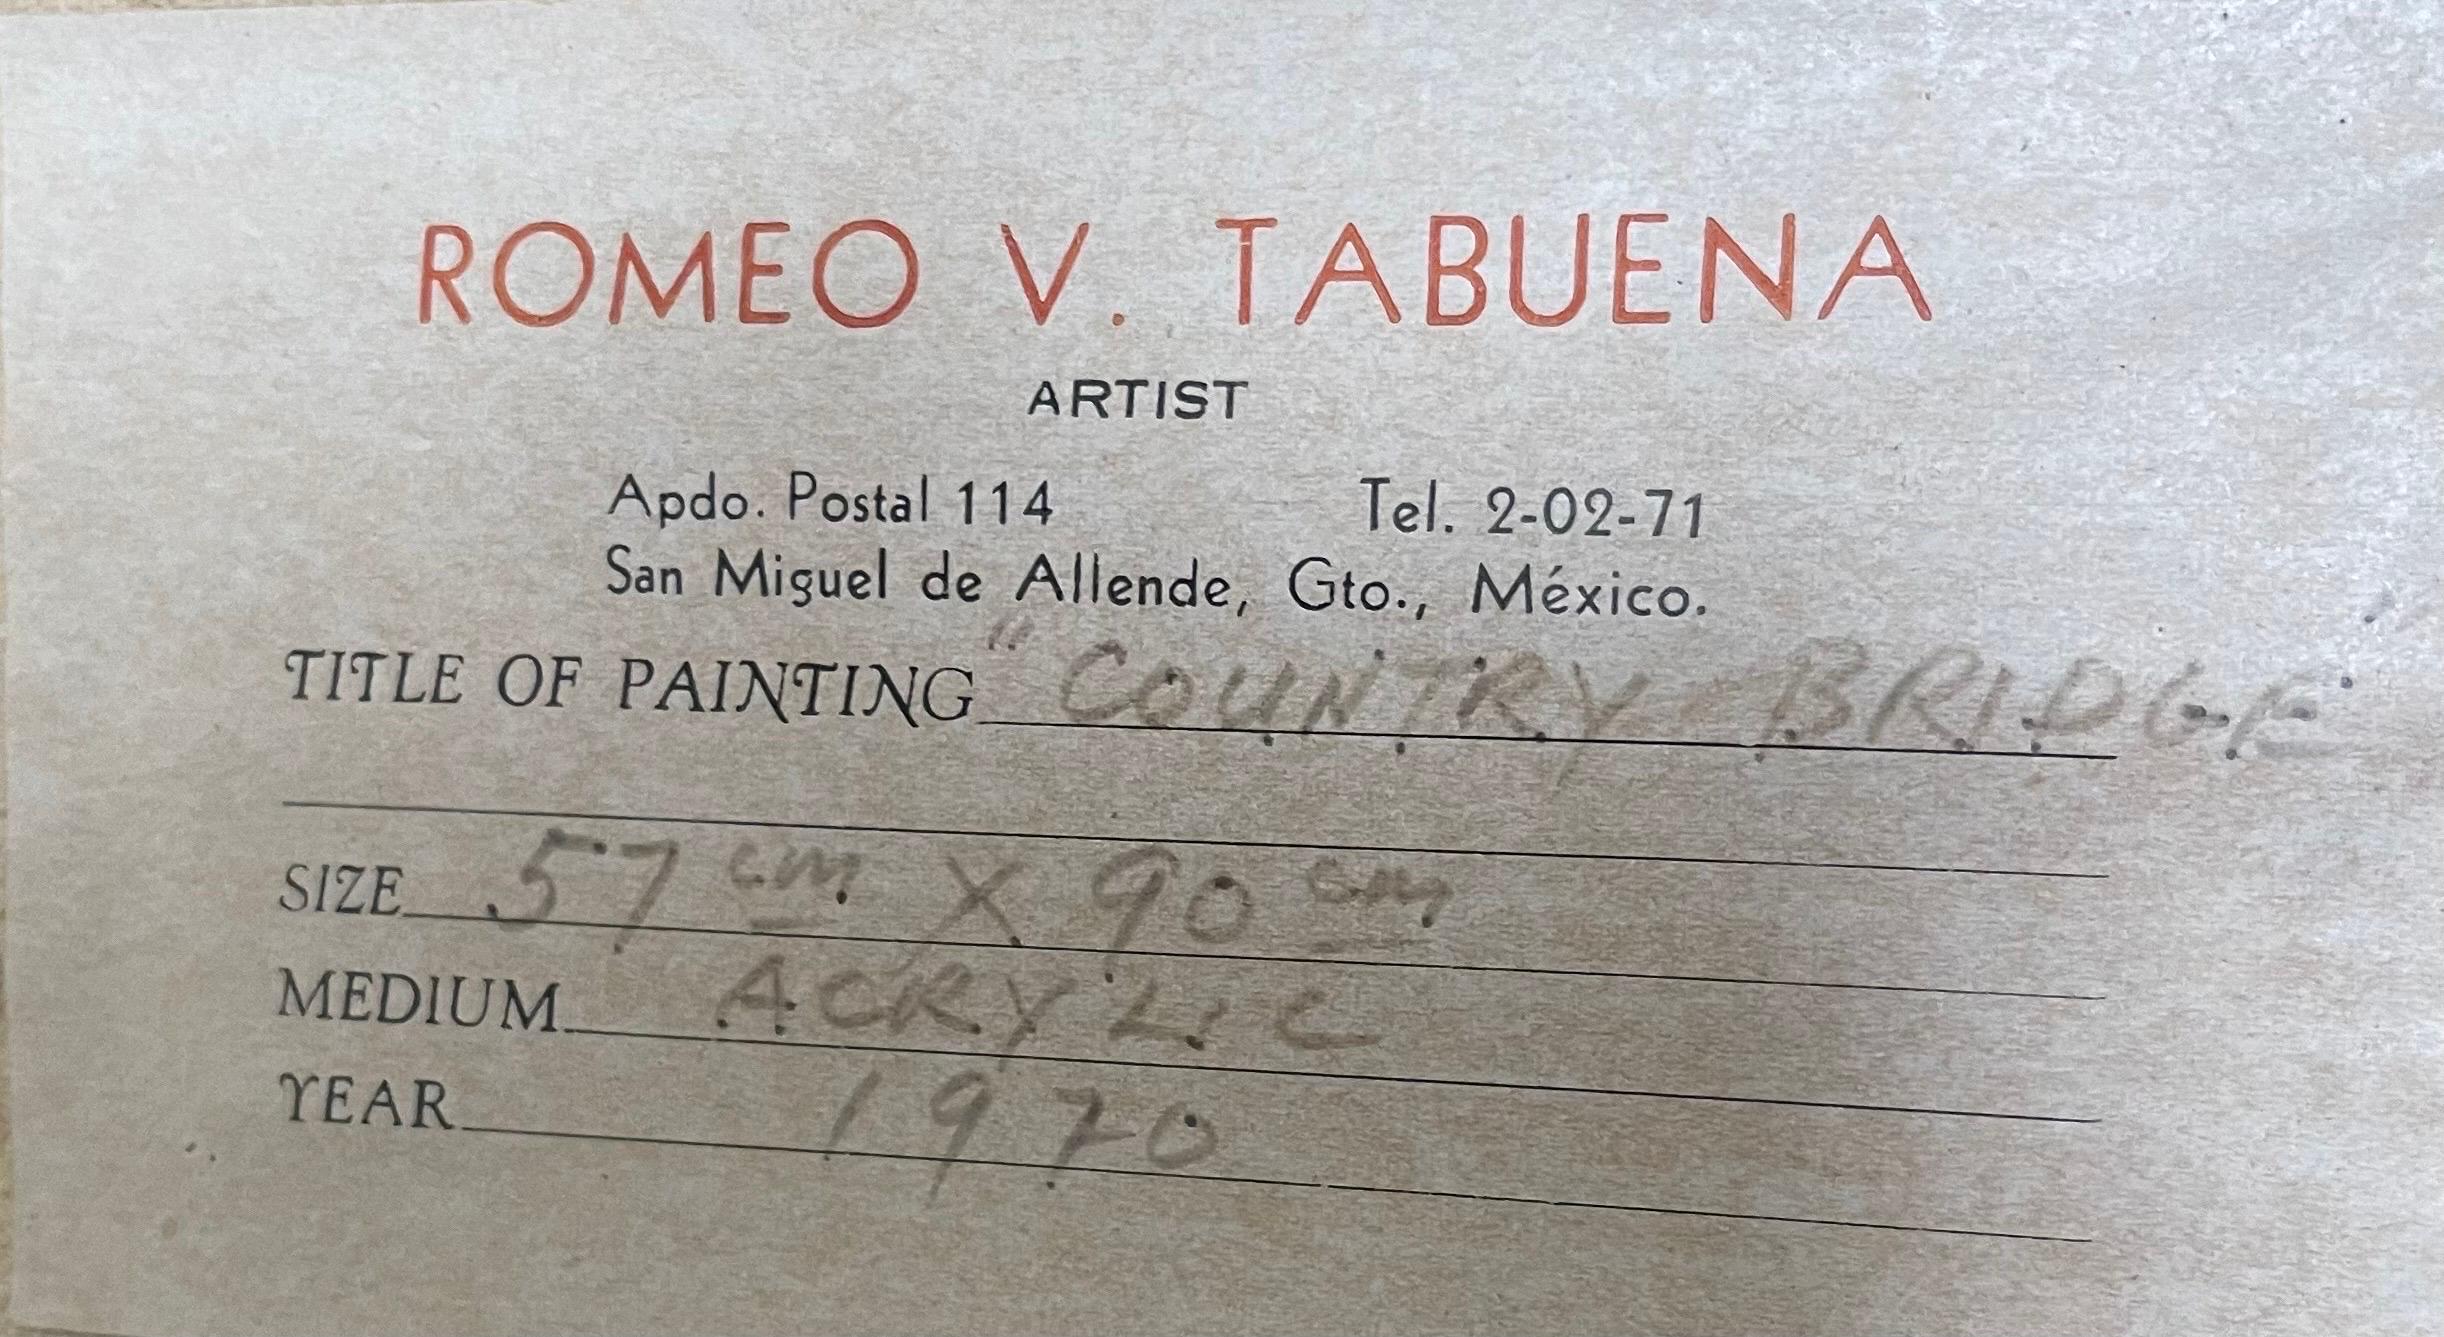 ROMEO V. TABUENA
ARTIST
Apdo. Postal 114 Tel. 2-02-71
San Miguel de Allende, Gto., México.
TITLE OF PAINTING "COUNTRY BRIDGE"
SIZE 57 cm X 90 cm
MEDIUM ACRYLIC
YEAR 1970